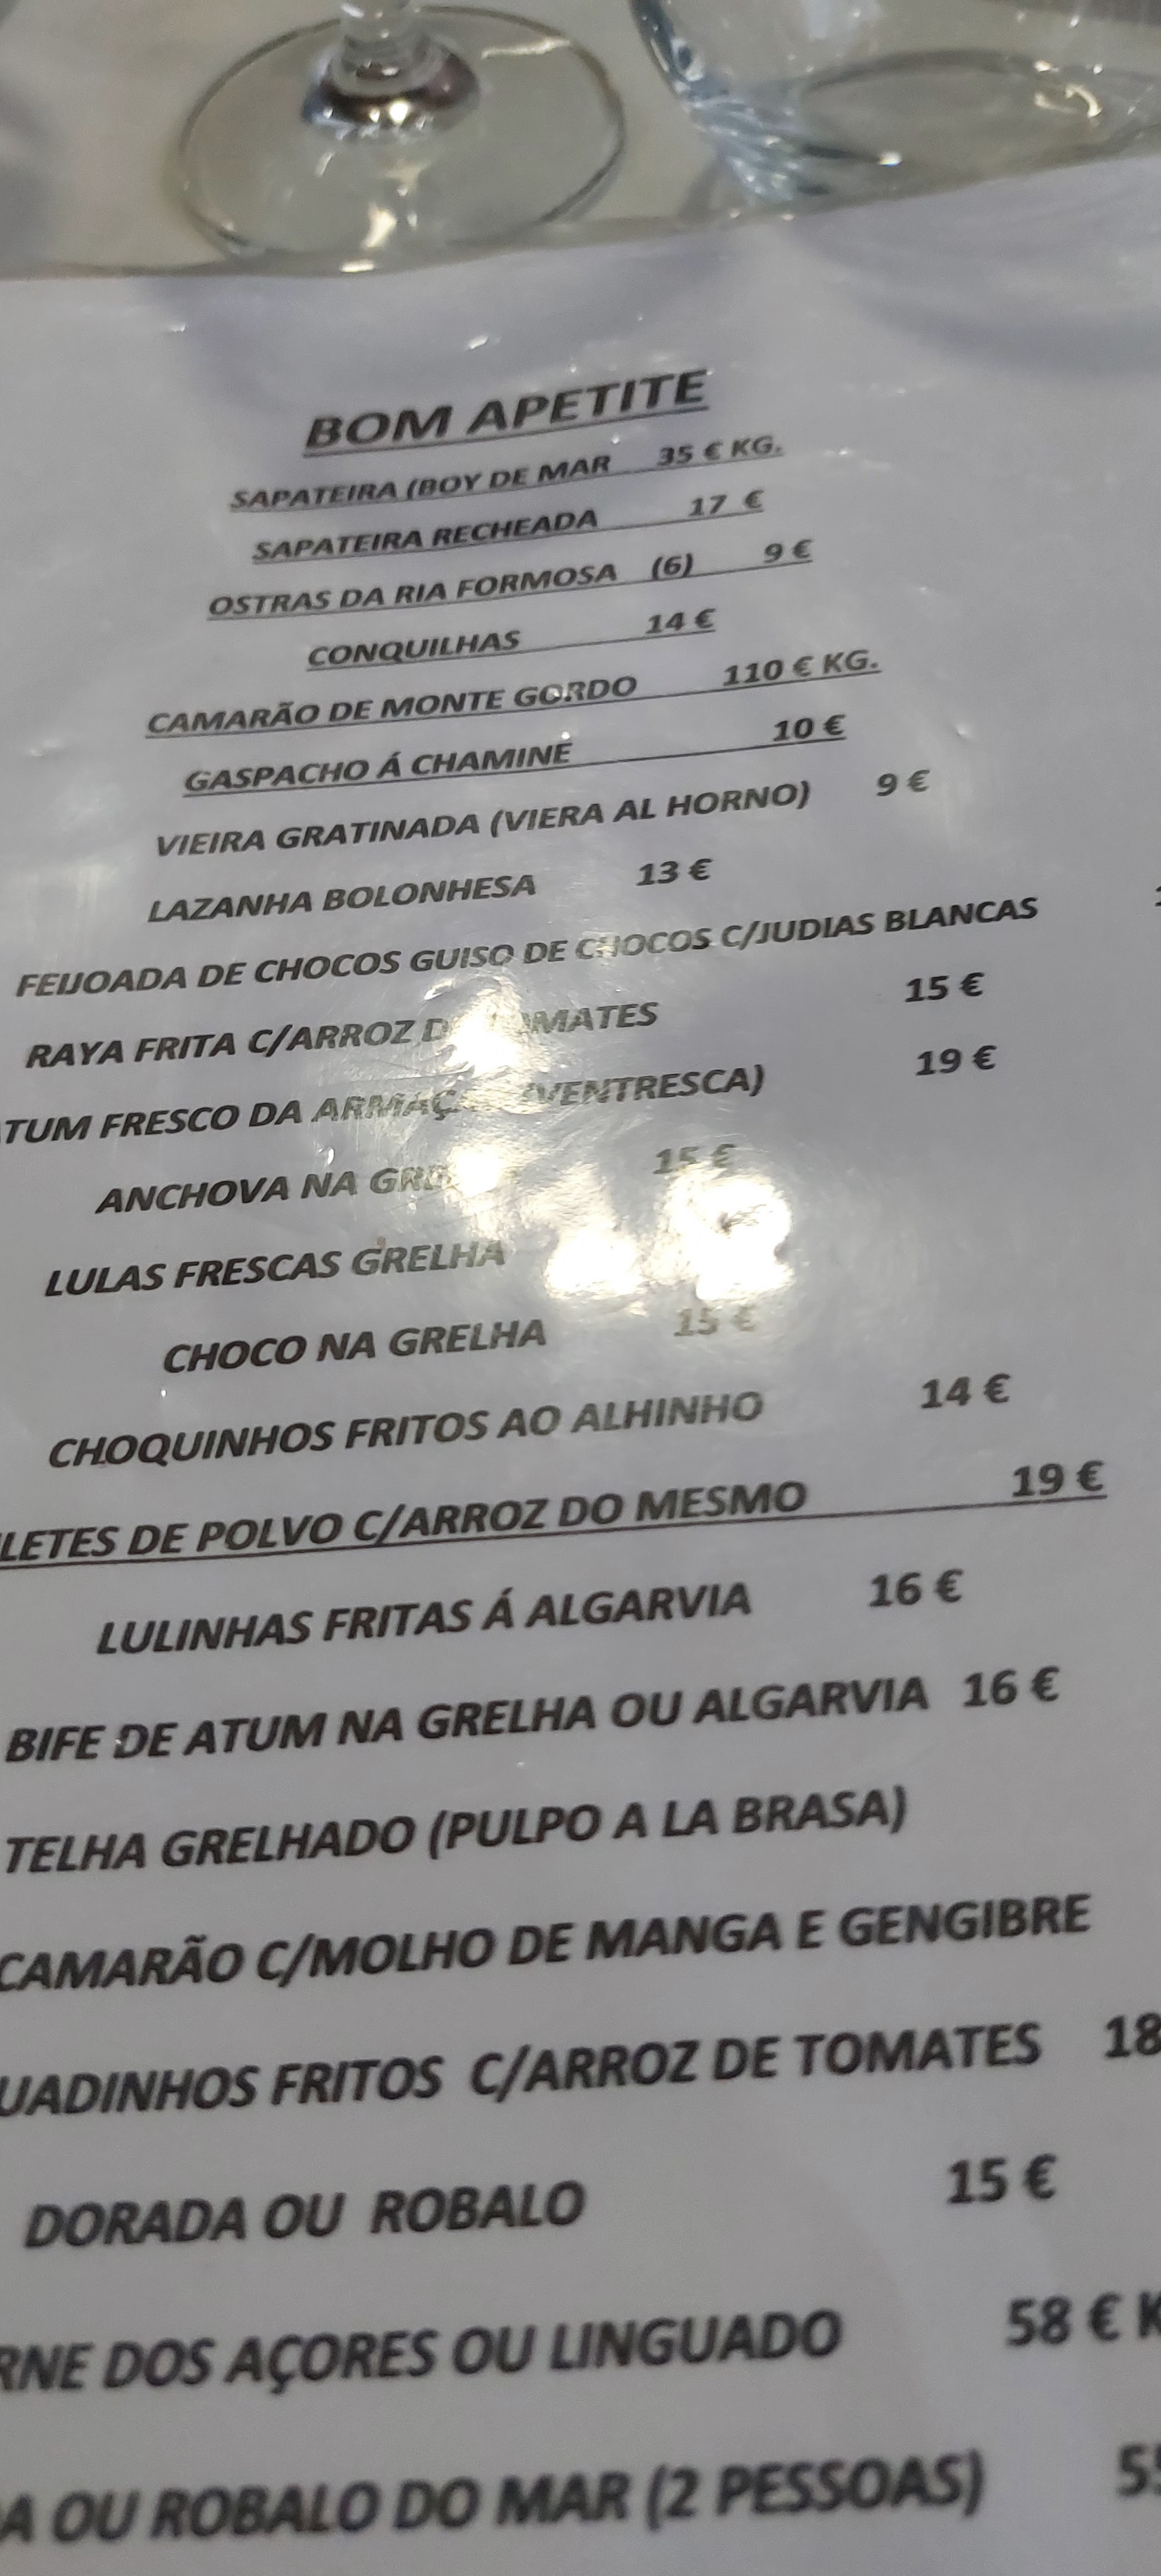 BOM APETITE
SAPATEIRA (BOY DE MAR 35 € KG.
SAPATEIRA RECHEADA 17 €
OSTRAS DA RIA FORMOSA (6) 9 €
CONQUILHAS 14 €
CAMARÃO DE MONTE GORDO 110 € KG.
GASPACHO Á CHAMINE 10 €
VIEIRA GRATINADA (VIERA AL HORNO) 9 €
LAZANHA BOLONHESA 13 €
FEIJOADA DE CHOCOS GUISO DE CHOCOS C/JUDIAS BLANCAS
RAYA FRITA C/ARROZ 15 €
TUM FRESCO DA (VENTRESCA) 19 €
ANCHOVA NA 15 €
LULAS FRESCAS GRELHA
CHOCO NA GRELHA 15 €
CHOQUINHOS FRITOS AO ALHINHO 14 €
LETES DE POLVO C/ARROZ DO MESMO 19 €
LULINHAS FRITAS Á ALGARVIA 16 €
BIFE DE ATUM NA GRELHA OU ALGARVIA 16 €
TELHA GRELHADO (PULPO A LA BRASA)
CAMARÃO C/MOLHO DE MANGA E GENGIBRE
UADINHOS FRITOS C/ARROZ DE TOMATES 18
DORADA OU ROBALO 15 €
RNE DOS AÇORES OU LINGUADO 58 € K
A OU ROBALO DO MAR (2 PESSOAS) 55